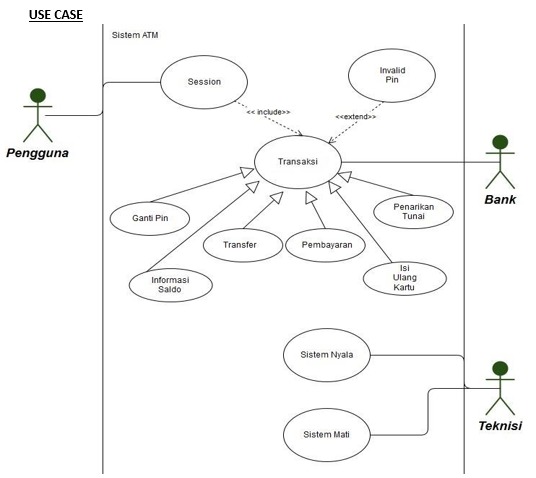 USE CASE
Sistem ATM
Session
Invalid
Pin
<< include>>
<<extend>>
Pengguna
Transaksi
Bank
Ganti Pin
Penarikan
Tunai
Transfer
Pembayaran
Informasi
Saldo
Isi
Ulang
Kartu
Sistem Nyala
Teknisi
Sistem Mati